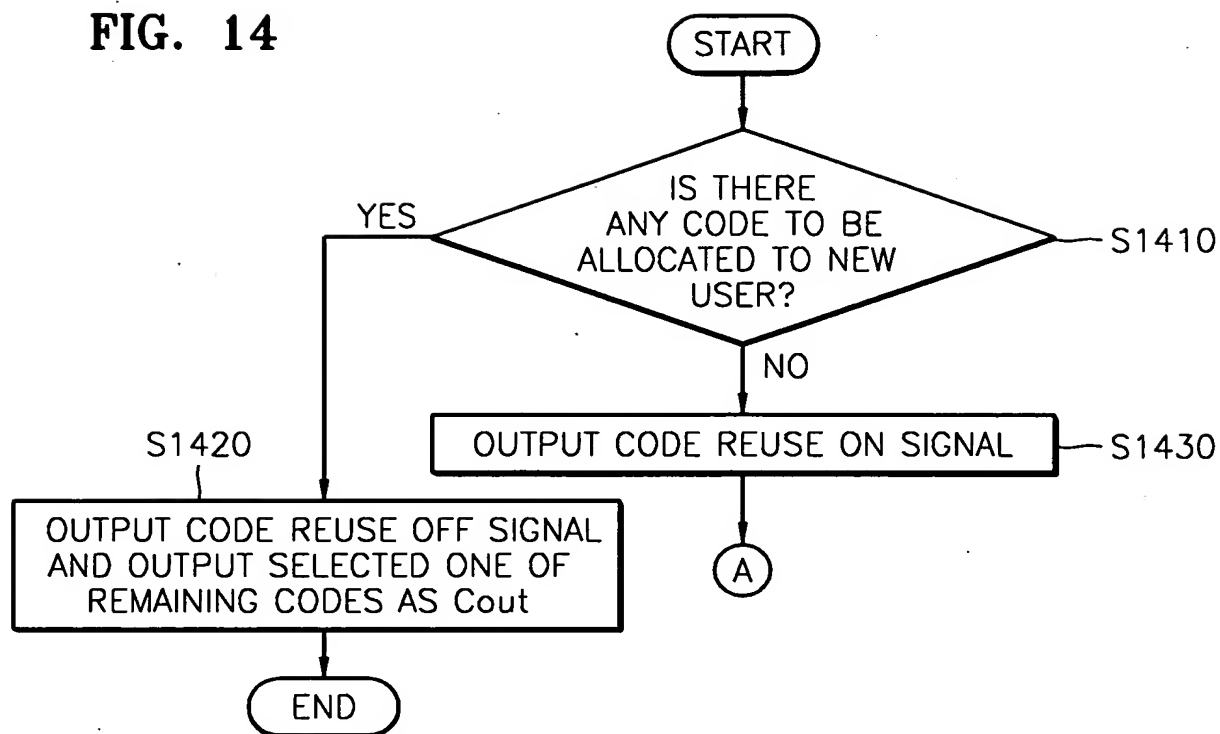 FIG. 14
START
IS THERE
ANY CODE TO BE
ALLOCATED TO NEW
USER?
YES
S1410
NO
OUTPUT CODE REUSE ON SIGNAL
S1430
S1420
OUTPUT CODE REUSE OFF SIGNAL
AND OUTPUT SELECTED ONE OF
REMAINING CODES AS Cout
A
END